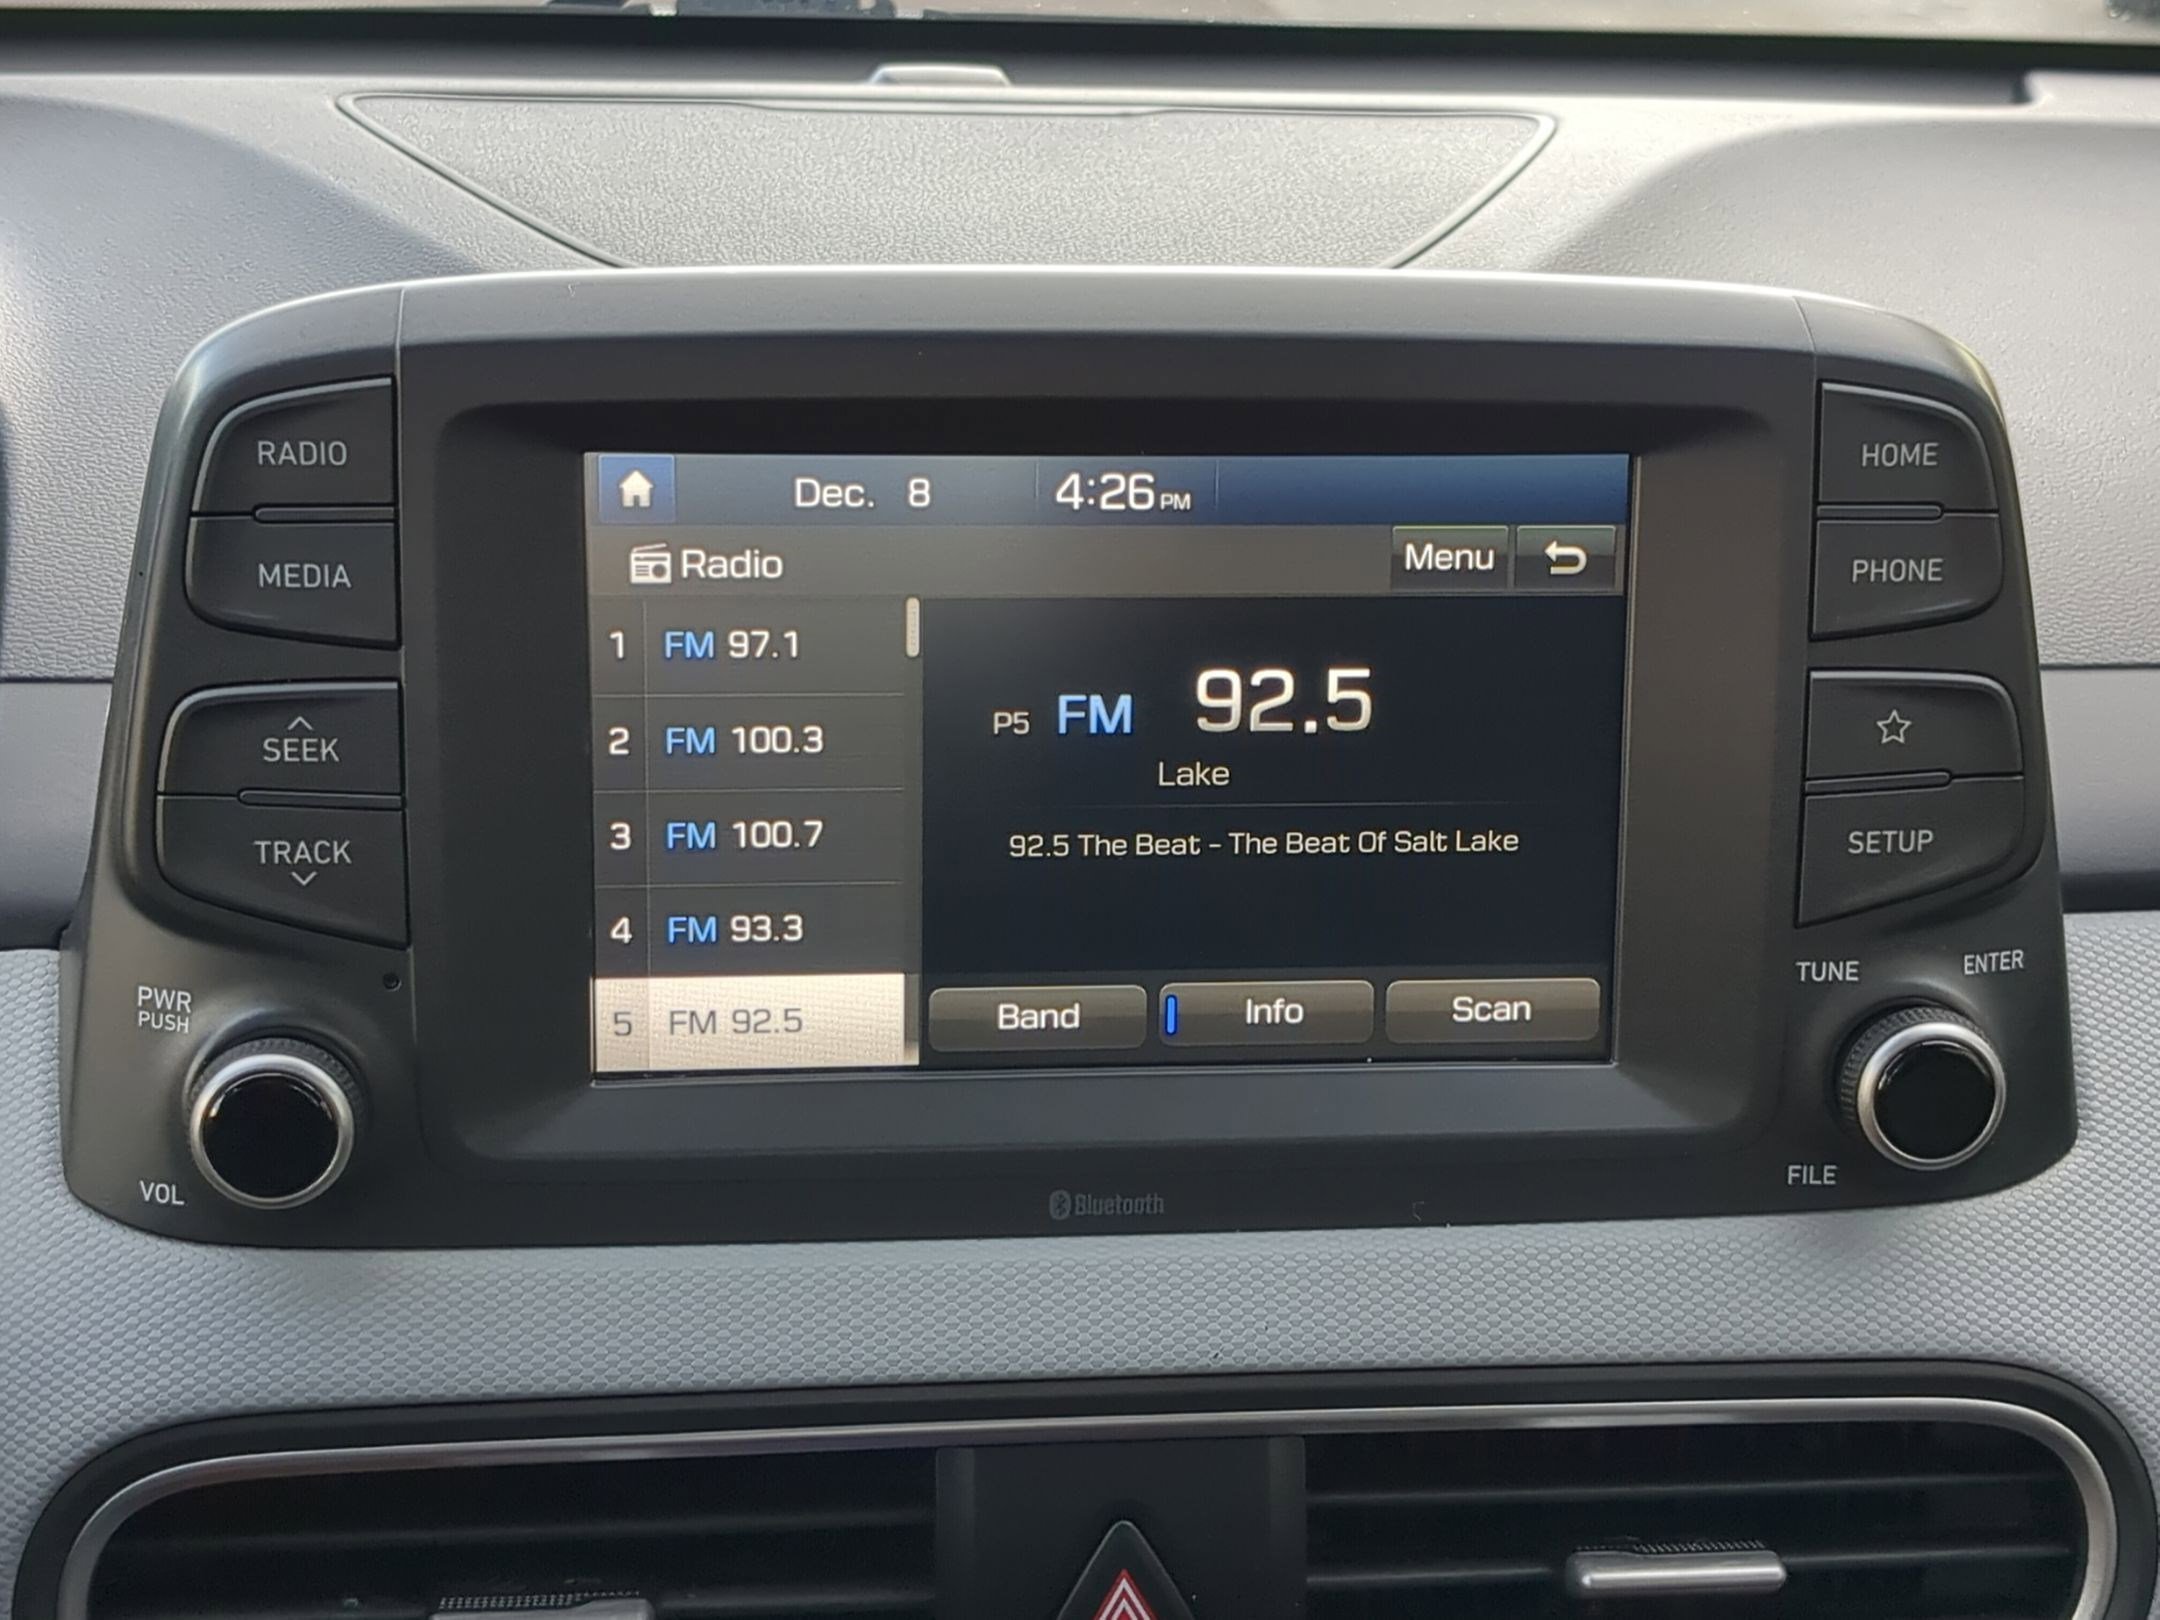 RADIO
MEDIA
SEEK
TRACK
PWR
PUSH
VOL
Dec. 8 4:26 PM
Radio Menu
1 FM 97.1
2 FM 100.3
3 FM 100.7
4 FM 93.3
5 FM 92.5
P5 FM 92.5
Lake
92.5 The Beat - The Beat Of Salt Lake
Band Info Scan
HOME
PHONE
SETUP
TUNE ENTER
FILE
Bluetooth